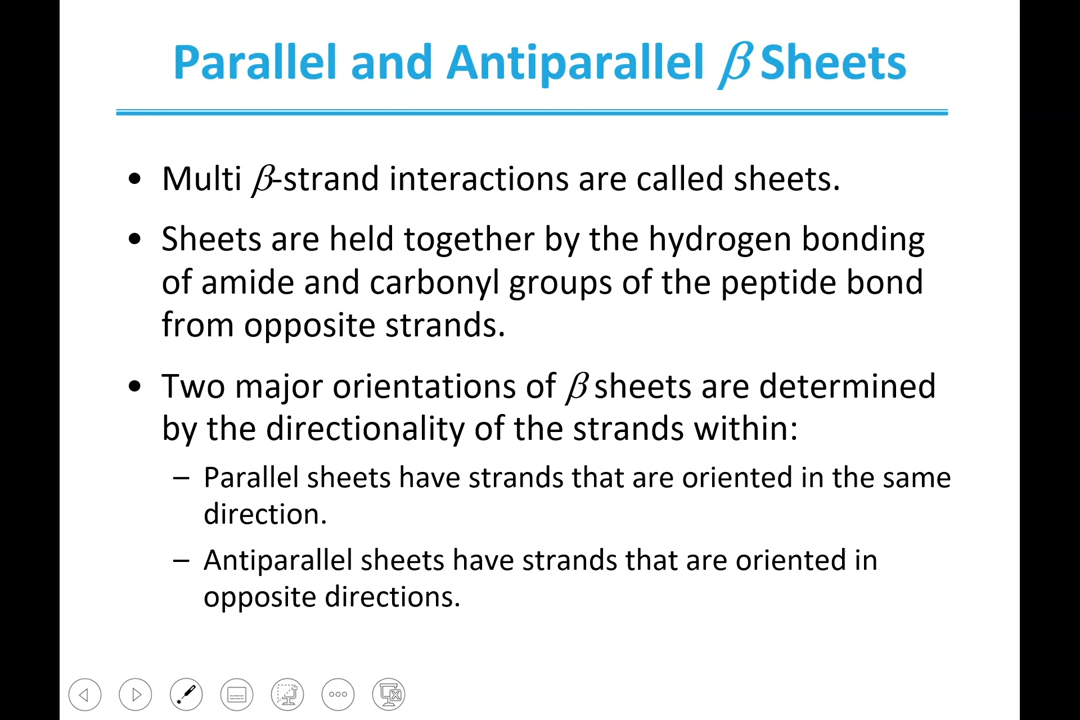 Parallel and Antiparallel β Sheets
• Multi β-strand interactions are called sheets.
• Sheets are held together by the hydrogen bonding
of amide and carbonyl groups of the peptide bond
from opposite strands.
• Two major orientations of β sheets are determined
by the directionality of the strands within:
– Parallel sheets have strands that are oriented in the same
direction.
– Antiparallel sheets have strands that are oriented in
opposite directions.